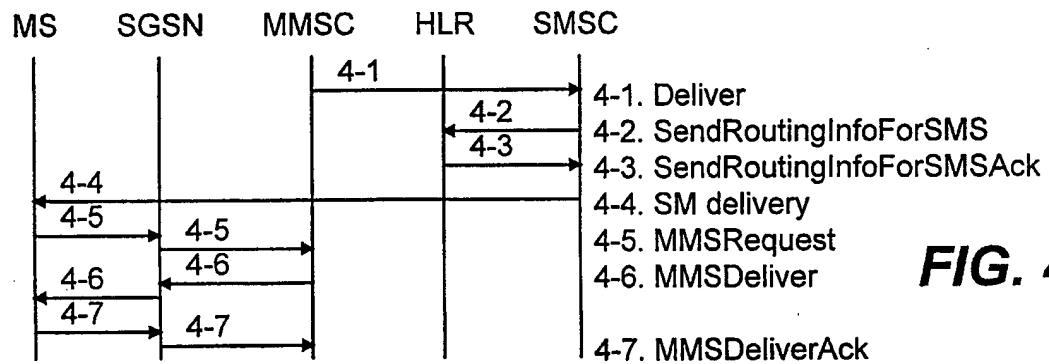 MS SGSN MMSC HLR SMSC
4-1
4-1. Deliver
4-2
4-2. SendRoutingInfoForSMS
4-3
4-3. SendRoutingInfoForSMSAck
4-4
4-4. SM delivery
4-5
4-5
4-5. MMSRequest
4-6
4-6
4-6. MMSDeliver
FIG. 4
4-7
4-7
4-7. MMSDeliverAck